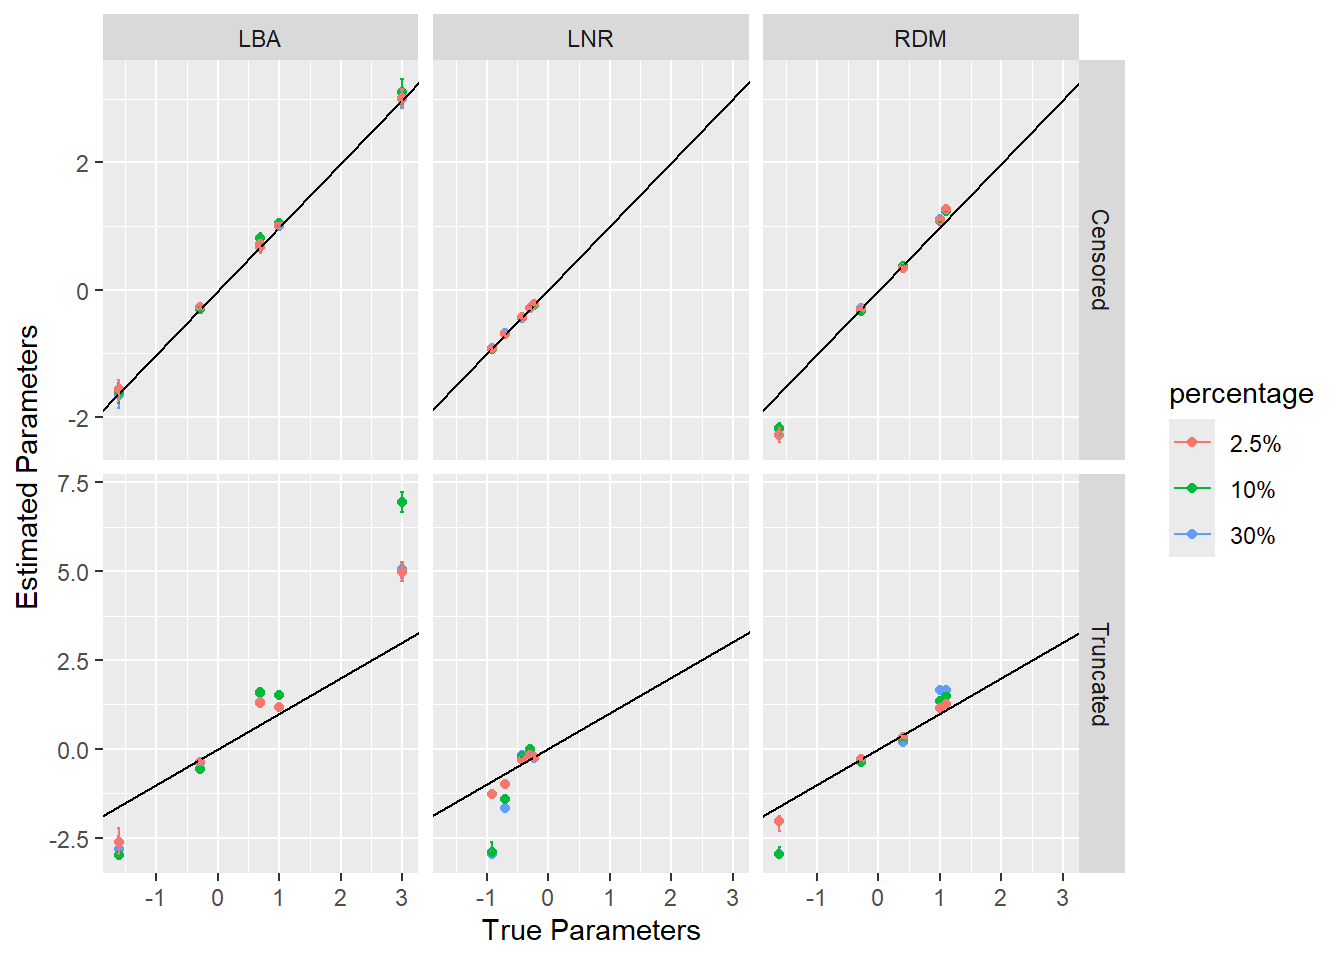 LBA LNR RDM
2
0
-2
Censored
7.5
5.0
2.5
0.0
-2.5
Truncated
-1 0 1 2 3 -1 0 1 2 3 -1 0 1 2 3
True Parameters
Estimated Parameters
percentage
2.5%
10%
30%